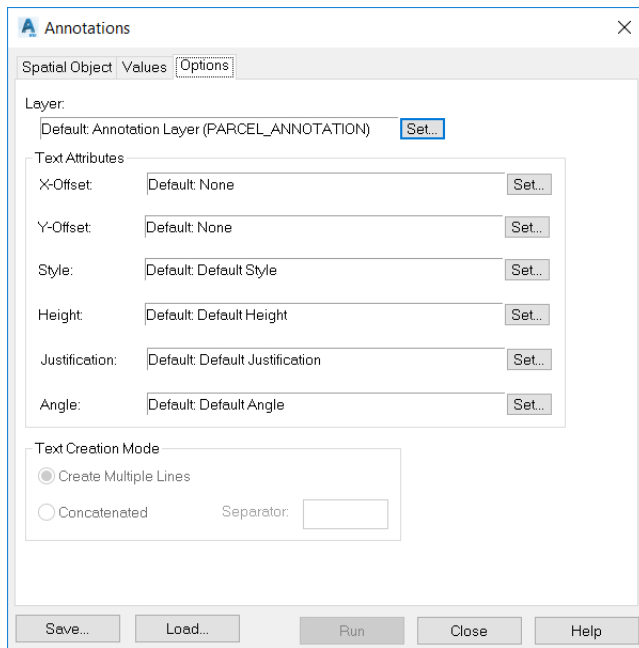 Annotations
Spatial Object Values Options
Layer:
Default: Annotation Layer (PARCEL_ANNOTATION) Set...
Text Attributes
X-Offset: Default: None Set...
Y-Offset: Default: None Set...
Style: Default: Default Style Set...
Height: Default: Default Height Set...
Justification: Default: Default Justification Set...
Angle: Default: Default Angle Set...
Text Creation Mode
Create Multiple Lines
Concatenated Separator:
Save... Load... Run Close Help